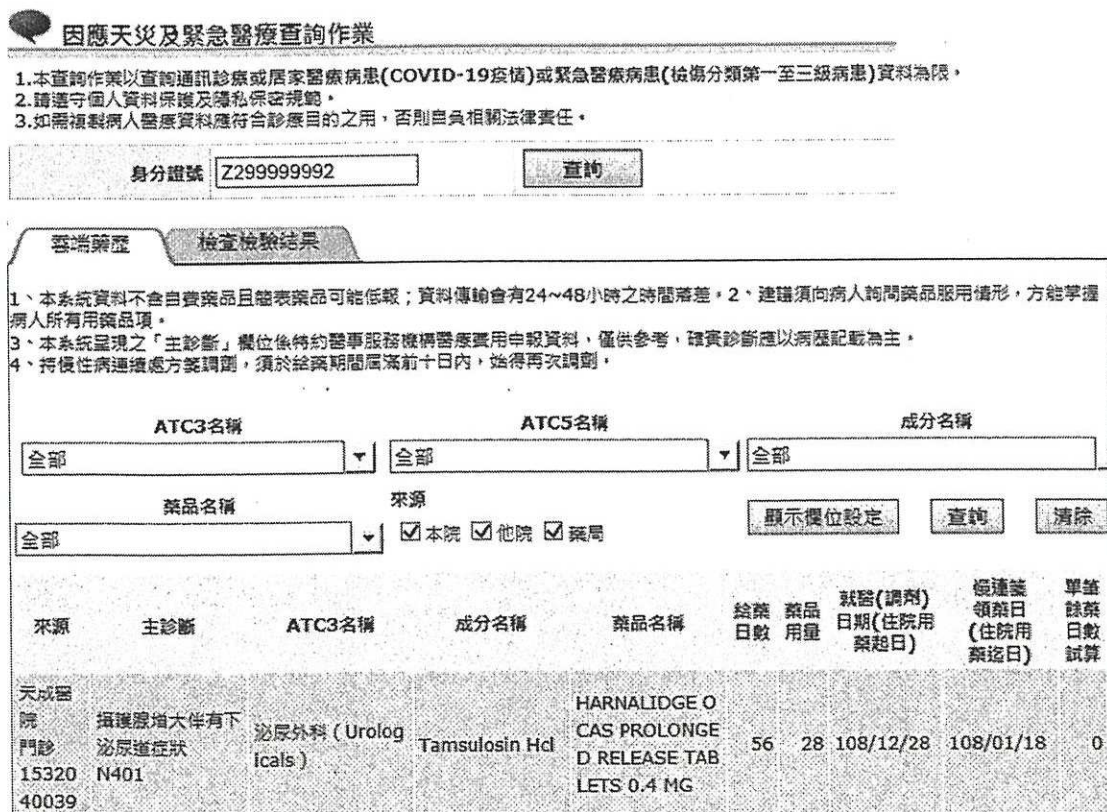 因應天災及緊急醫療查詢作業
1.本查詢作業以查詢通訊診療或居家醫療病患(COVID-19疫情)或緊急醫療病患(檢傷分類第一至三級病患)資料為限。
2.請遵守個人資料保護及隱私保密規範。
3.如需複製病人醫療資料應符合診療目的之用，否則自負相關法律責任。
身分證號 Z299999992 查詢
雲端藥歷 檢查檢驗結果
1、本系統資料不含自費藥品且簡表藥品可能低報；資料傳輸會有24~48小時之時間落差。2、建議須向病人詢問藥品服用情形，方能掌握
病人所有用藥品項。
3、本系統呈現之「主診斷」欄位係特約醫事服務機構醫療費用申報資料，僅供參考，確實診斷應以病歷記載為主。
4、持慢性病連續處方箋調劑，須於給藥期間屆滿前十日內，始得再次調劑。
ATC3名稱 ATC5名稱 成分名稱
全部 全部 全部
藥品名稱 來源
全部 本院 他院 藥局 顯示欄位設定 查詢 清除
來源 主診斷 ATC3名稱 成分名稱 藥品名稱 給藥日數 藥品用量 就醫(調劑)日期(住院用藥起日) 慢連箋領藥日(住院用藥迄日) 單筆餘藥日數試算
天成醫
院
門診
15320
40039
攝護腺增大伴有下
泌尿道症狀
N401
泌尿外科 ( Urolog
icals )
Tamsulosin Hcl
HARNALIDGE O
CAS PROLONGE
D RELEASE TAB
LETS 0.4 MG
56 28 108/12/28 108/01/18 0